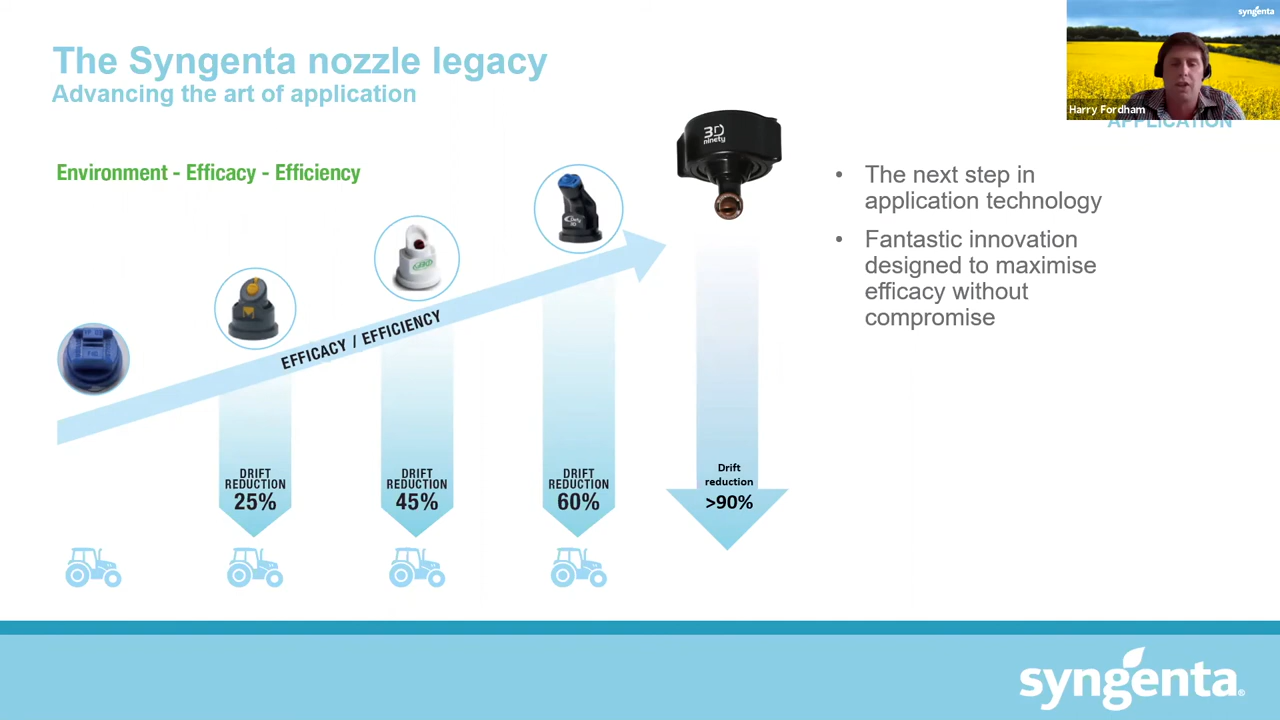 The Syngenta nozzle legacy
Advancing the art of application
syngenta
Harry Fordham
APPLICATION
Environment - Efficacy - Efficiency
3D
ninety
• The next step in
application technology
• Fantastic innovation
designed to maximise
efficacy without
compromise
EFFICACY / EFFICIENCY
DRIFT
REDUCTION
25%
DRIFT
REDUCTION
45%
DRIFT
REDUCTION
60%
Drift
reduction
>90%
syngenta®